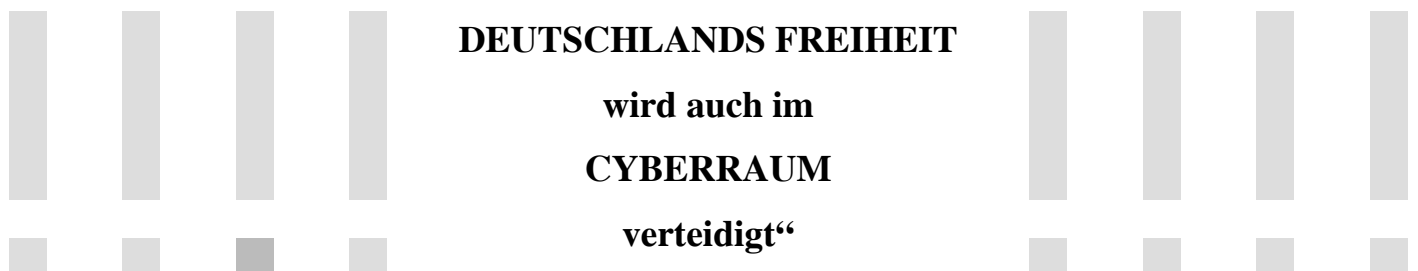 DEUTSCHLANDS FREIHEIT
wird auch im
CYBERRAUM
verteidigt“